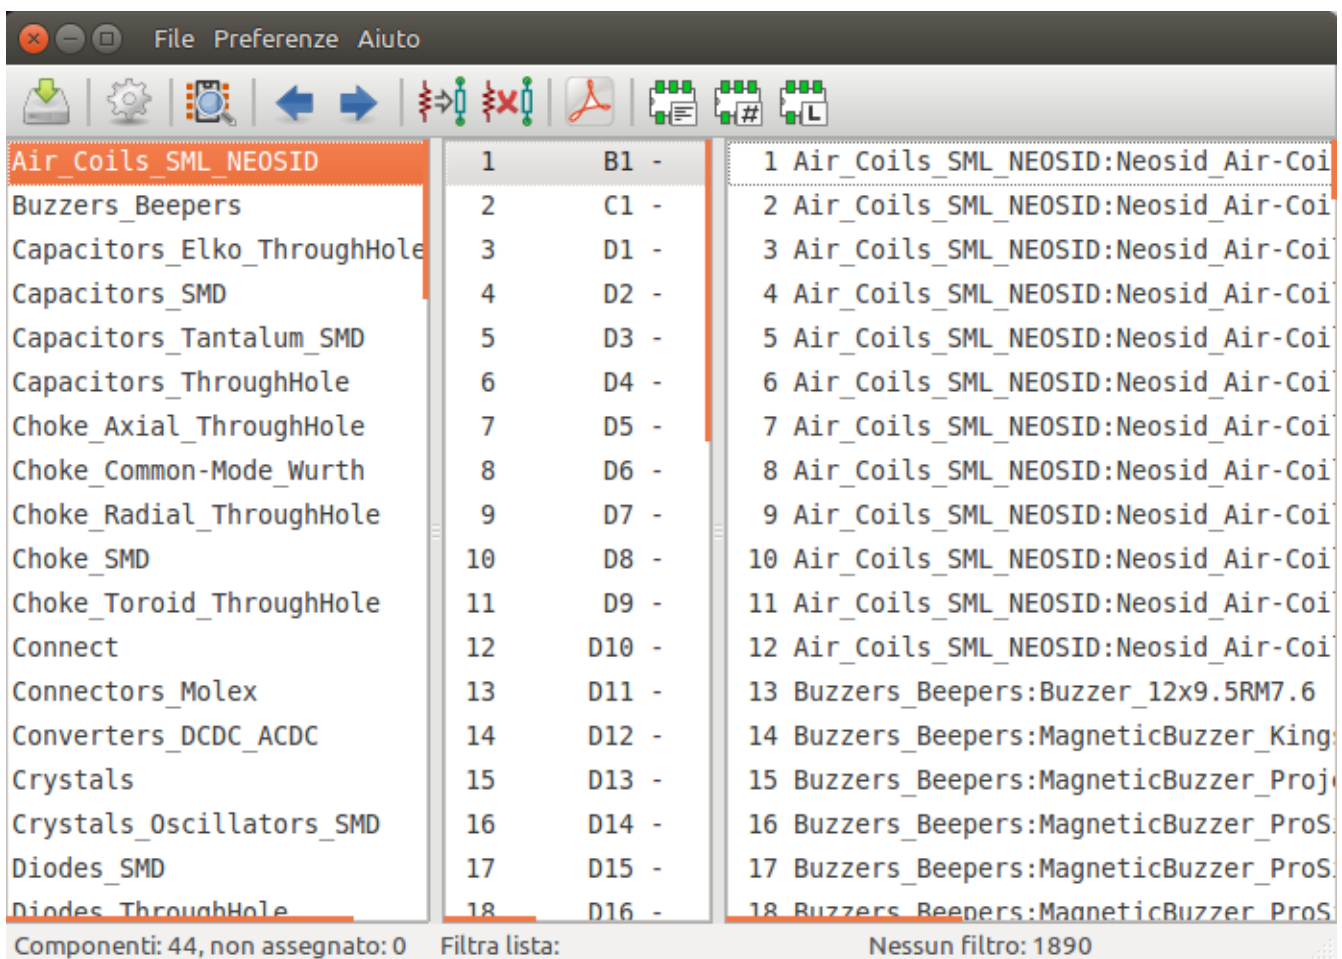 File Preferenze Aiuto
Air_Coils_SML_NEOSID
Buzzers_Beepers
Capacitors_Elko_ThroughHole
Capacitors_SMD
Capacitors_Tantalum_SMD
Capacitors_ThroughHole
Choke_Axial_ThroughHole
Choke_Common-Mode_Wurth
Choke_Radial_ThroughHole
Choke_SMD
Choke_Toroid_ThroughHole
Connect
Connectors_Molex
Converters_DCDC_ACDC
Crystals
Crystals_Oscillators_SMD
Diodes_SMD
Diodes_ThroughHole
1 B1 -
2 C1 -
3 D1 -
4 D2 -
5 D3 -
6 D4 -
7 D5 -
8 D6 -
9 D7 -
10 D8 -
11 D9 -
12 D10 -
13 D11 -
14 D12 -
15 D13 -
16 D14 -
17 D15 -
18 D16 -
1 Air_Coils_SML_NEOSID:Neosid_Air-Coi
2 Air_Coils_SML_NEOSID:Neosid_Air-Coi
3 Air_Coils_SML_NEOSID:Neosid_Air-Coi
4 Air_Coils_SML_NEOSID:Neosid_Air-Coi
5 Air_Coils_SML_NEOSID:Neosid_Air-Coi
6 Air_Coils_SML_NEOSID:Neosid_Air-Coi
7 Air_Coils_SML_NEOSID:Neosid_Air-Coi
8 Air_Coils_SML_NEOSID:Neosid_Air-Coi
9 Air_Coils_SML_NEOSID:Neosid_Air-Coi
10 Air_Coils_SML_NEOSID:Neosid_Air-Coi
11 Air_Coils_SML_NEOSID:Neosid_Air-Coi
12 Air_Coils_SML_NEOSID:Neosid_Air-Coi
13 Buzzers_Beepers:Buzzer_12x9.5RM7.6
14 Buzzers_Beepers:MagneticBuzzer_King
15 Buzzers_Beepers:MagneticBuzzer_Proj
16 Buzzers_Beepers:MagneticBuzzer_ProS
17 Buzzers_Beepers:MagneticBuzzer_ProS
18 Buzzers_Beepers:MagneticBuzzer_ProS
Componenti: 44, non assegnato: 0 Filtra lista: Nessun filtro: 1890